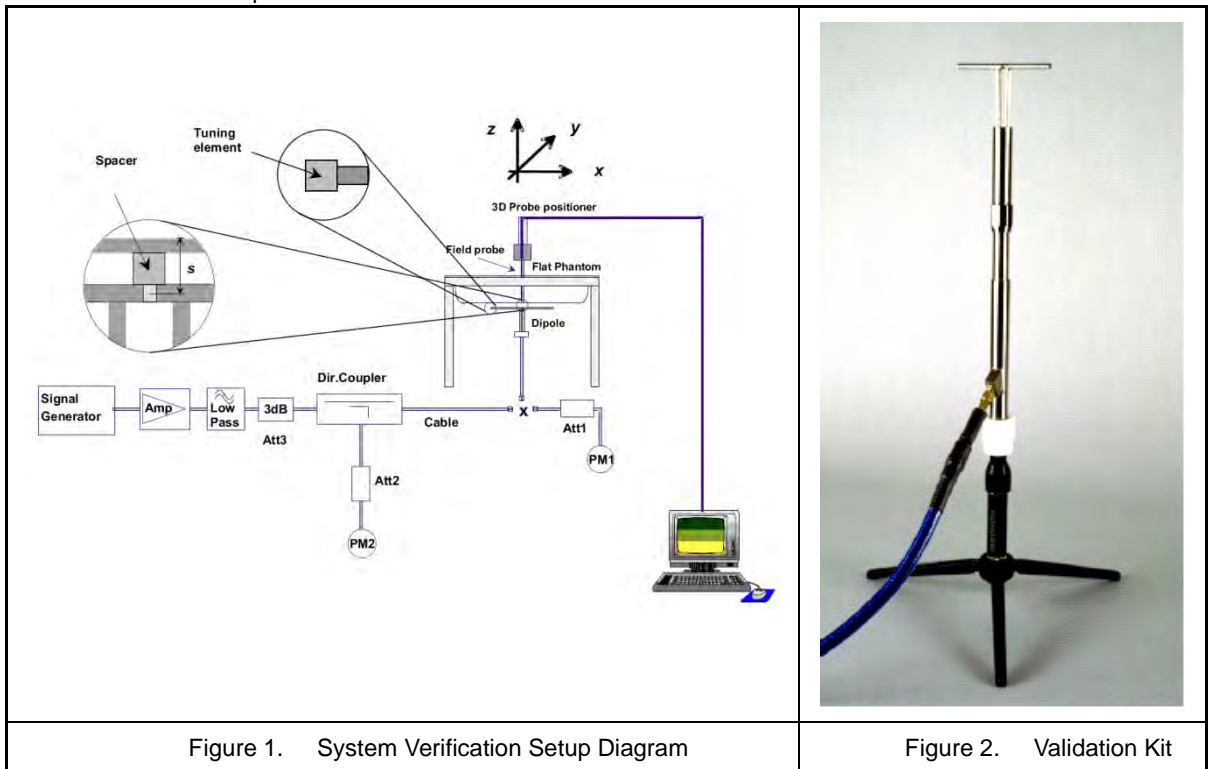 Tuning
element
Spacer
s
z
y
x
3D Probe positioner
Field probe
Flat Phantom
Dipole
Signal
Generator
Amp
Low
Pass
3dB
Att3
Dir.Coupler
Cable
x
Att1
PM1
Att2
PM2
Figure 1. System Verification Setup Diagram
Figure 2. Validation Kit